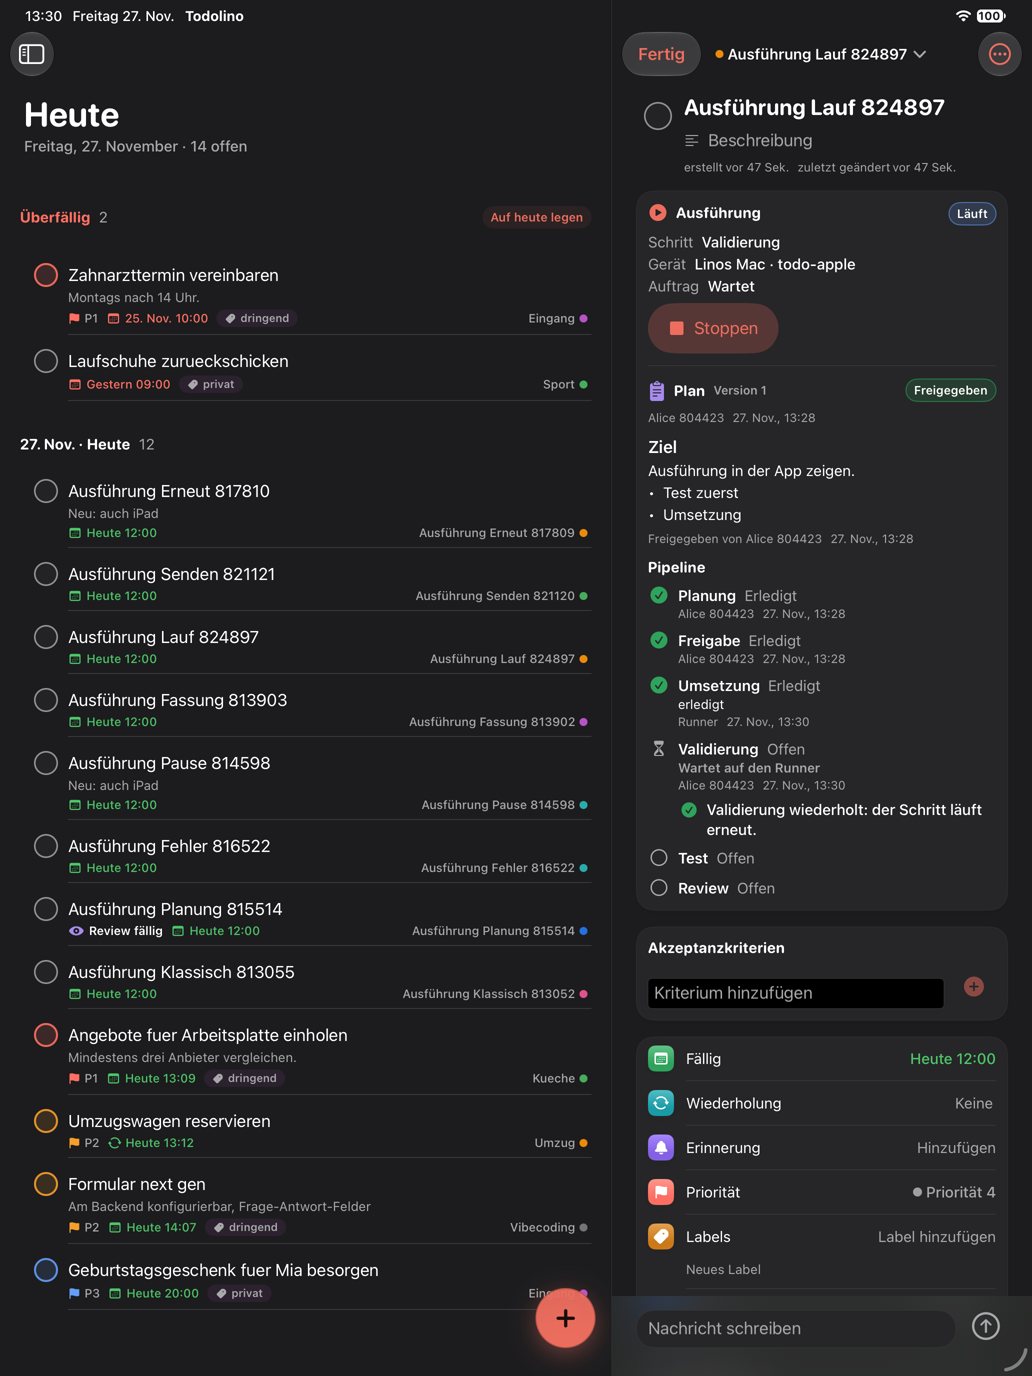 13:30 Freitag 27. Nov. Todolino
100
Heute
Freitag, 27. November · 14 offen
Überfällig 2
Auf heute legen
Zahnarzttermin vereinbaren
Montags nach 14 Uhr.
P1 25. Nov. 10:00 dringend Eingang
Laufschuhe zurueckschicken
Gestern 09:00 privat Sport
27. Nov. · Heute 12
Ausführung Erneut 817810
Neu: auch iPad
Heute 12:00 Ausführung Erneut 817809
Ausführung Senden 821121
Heute 12:00 Ausführung Senden 821120
Ausführung Lauf 824897
Heute 12:00 Ausführung Lauf 824897
Ausführung Fassung 813903
Heute 12:00 Ausführung Fassung 813902
Ausführung Pause 814598
Neu: auch iPad
Heute 12:00 Ausführung Pause 814598
Ausführung Fehler 816522
Heute 12:00 Ausführung Fehler 816522
Ausführung Planung 815514
Review fällig Heute 12:00 Ausführung Planung 815514
Ausführung Klassisch 813055
Heute 12:00 Ausführung Klassisch 813052
Angebote fuer Arbeitsplatte einholen
Mindestens drei Anbieter vergleichen.
P1 Heute 13:09 dringend Kueche
Umzugswagen reservieren
P2 Heute 13:12 Umzug
Formular next gen
Am Backend konfigurierbar, Frage-Antwort-Felder
P2 Heute 14:07 dringend Vibecoding
Geburtstagsgeschenk fuer Mia besorgen
P3 Heute 20:00 privat
Fertig
Ausführung Lauf 824897
Ausführung Lauf 824897
Beschreibung
erstellt vor 47 Sek. zuletzt geändert vor 47 Sek.
Ausführung Läuft
Schritt Validierung
Gerät Linos Mac · todo-apple
Auftrag Wartet
Stoppen
Plan Version 1 Freigegeben
Alice 804423 27. Nov., 13:28
Ziel
Ausführung in der App zeigen.
• Test zuerst
• Umsetzung
Freigegeben von Alice 804423 27. Nov., 13:28
Pipeline
Planung Erledigt
Alice 804423 27. Nov., 13:28
Freigabe Erledigt
Alice 804423 27. Nov., 13:28
Umsetzung Erledigt
erledigt
Runner 27. Nov., 13:30
Validierung Offen
Wartet auf den Runner
Alice 804423 27. Nov., 13:30
Validierung wiederholt: der Schritt läuft
erneut.
Test Offen
Review Offen
Akzeptanzkriterien
Kriterium hinzufügen
Fällig Heute 12:00
Wiederholung Keine
Erinnerung Hinzufügen
Priorität Priorität 4
Labels Label hinzufügen
Neues Label
Nachricht schreiben